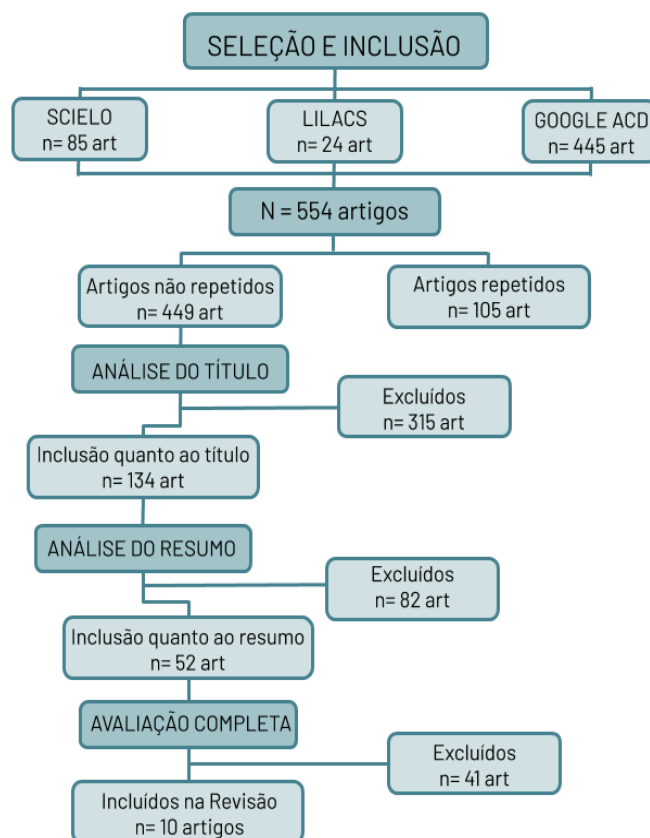 SELEÇÃO E INCLUSÃO
SCIELO
n= 85 art
LILACS
n= 24 art
GOOGLE ACD
n= 445 art
N = 554 artigos
Artigos não repetidos
n= 449 art
Artigos repetidos
n= 105 art
ANÁLISE DO TÍTULO
Excluídos
n= 315 art
Inclusão quanto ao título
n= 134 art
ANÁLISE DO RESUMO
Excluídos
n= 82 art
Inclusão quanto ao resumo
n= 52 art
AVALIAÇÃO COMPLETA
Excluídos
n= 41 art
Incluídos na Revisão
n= 10 artigos